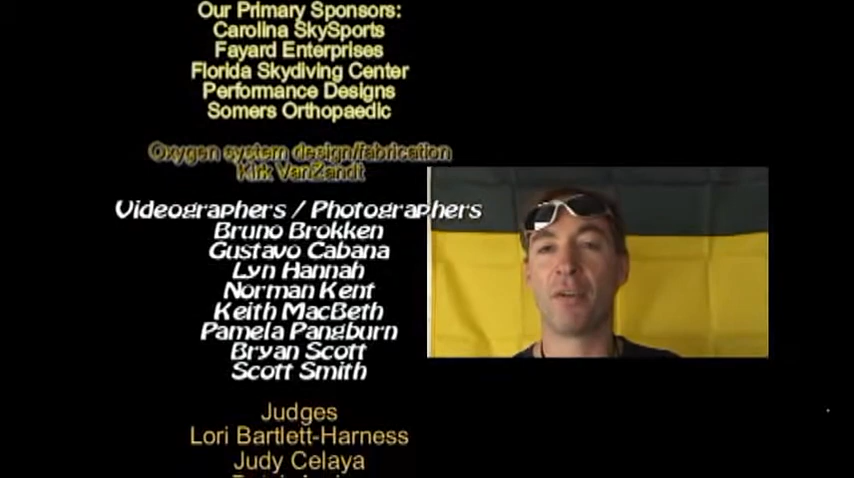 Our Primary Sponsors:
Carolina SkySports
Fayard Enterprises
Florida Skydiving Center
Performance Designs
Somers Orthopaedic
Oxygen system design/fabrication
Kirk VanZandt
Videographers / Photographers
Bruno Brokken
Gustavo Cabana
Lyn Hannah
Norman Kent
Keith MacBeth
Pamela Pangburn
Bryan Scott
Scott Smith
Judges
Lori Bartlett-Harness
Judy Celaya